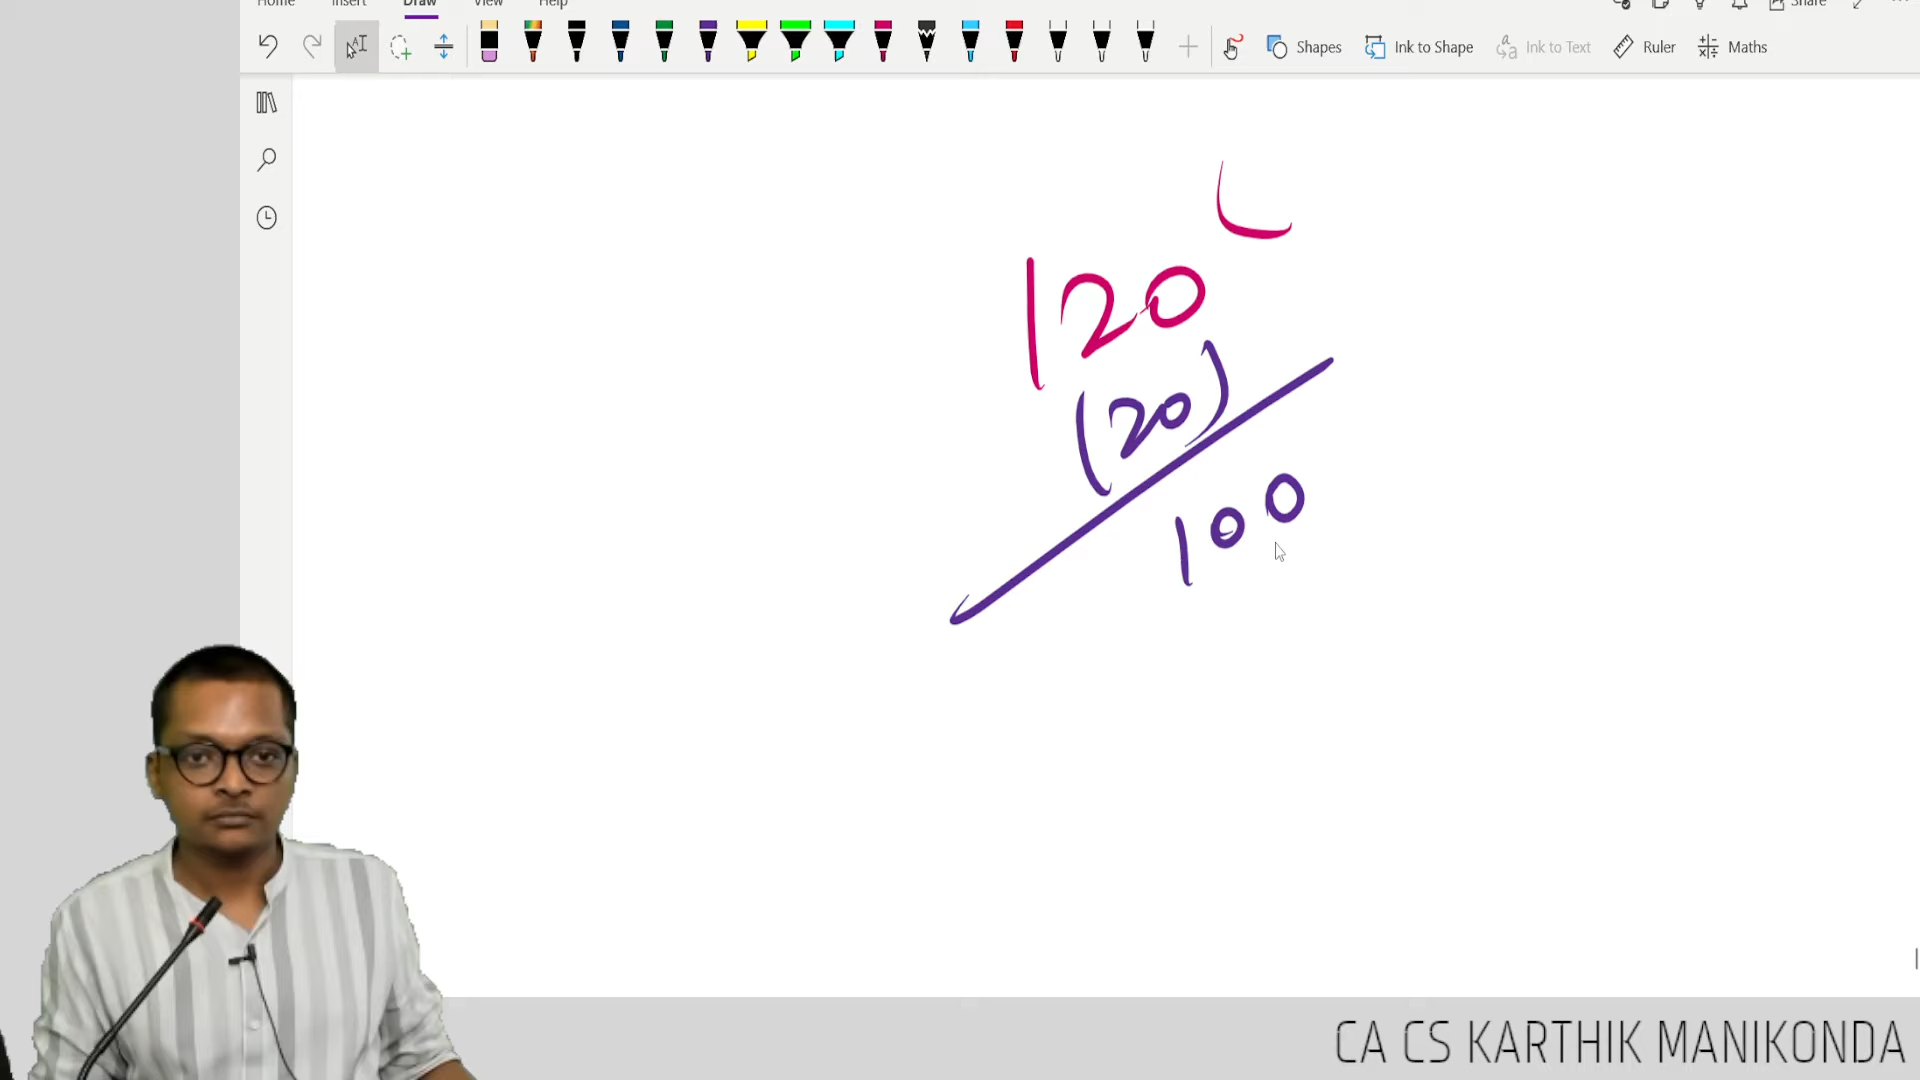 Home Insert Draw View Help Share
Shapes Ink to Shape Ink to Text Ruler Maths
L
120
(20)
100
CA CS KARTHIK MANIKONDA